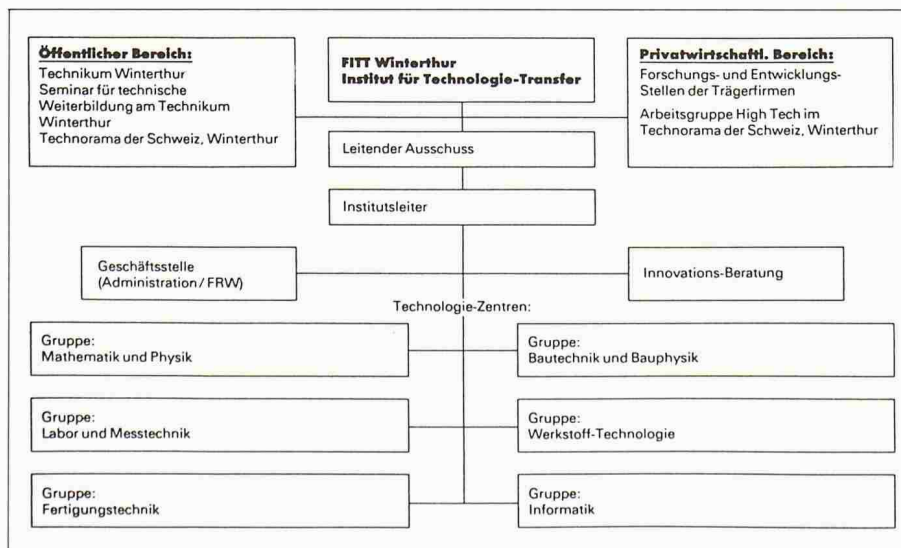 Öffentlicher Bereich:
Technikum Winterthur
Seminar für technische
Weiterbildung am Technikum
Winterthur
Technorama der Schweiz, Winterthur
FITT Winterthur
Institut für Technologie-Transfer
Privatwirtschaftl. Bereich:
Forschungs- und Entwicklungs-
Stellen der Trägerfirmen
Arbeitsgruppe High Tech im
Technorama der Schweiz, Winterthur
Leitender Ausschuss
Institutsleiter
Geschäftsstelle
(Administration / FRW)
Innovations-Beratung
Technologie-Zentren:
Gruppe:
Mathematik und Physik
Gruppe:
Bautechnik und Bauphysik
Gruppe:
Labor und Messtechnik
Gruppe:
Werkstoff-Technologie
Gruppe:
Fertigungstechnik
Gruppe:
Informatik